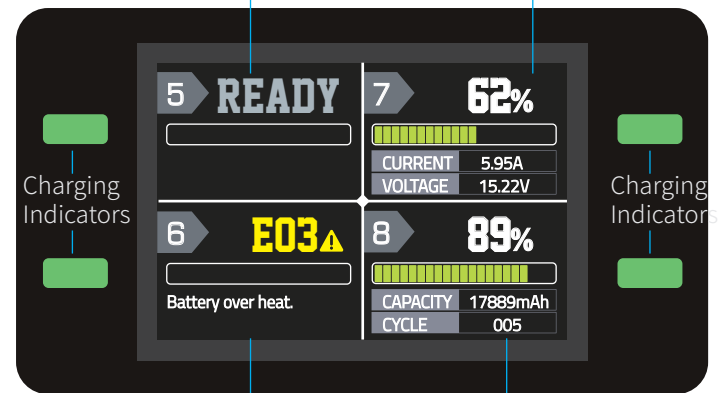 5 READY
7 62%
CURRENT 5.95A
VOLTAGE 15.22V
Charging
Indicators
Charging
Indicators
6 E03
Battery over heat.
8 89%
CAPACITY 17889mAh
CYCLE 005